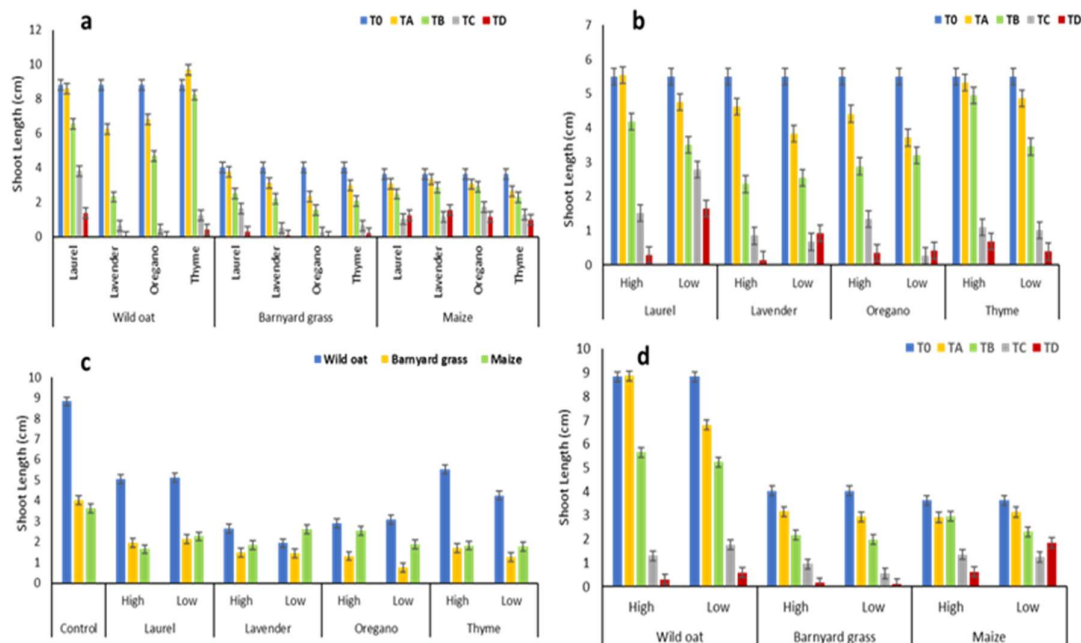 a
T0 TA TB TC TD
Shoot Length (cm)
12
10
8
6
4
2
0
Laurel Lavender Oregano Thyme Laurel Lavender Oregano Thyme Laurel Lavender Oregano Thyme
Wild oat Barnyard grass Maize
b
T0 TA TB TC TD
Shoot Length (cm)
7
6
5
4
3
2
1
0
High Low High Low High Low High Low
Laurel Lavender Oregano Thyme
c
Wild oat Barnyard grass Maize
Shoot Length (cm)
10
9
8
7
6
5
4
3
2
1
0
High Low High Low High Low High Low
Control Laurel Lavender Oregano Thyme
d
T0 TA TB TC TD
Shoot Length (cm)
10
9
8
7
6
5
4
3
2
1
0
High Low High Low High Low
Wild oat Barnyard grass Maize